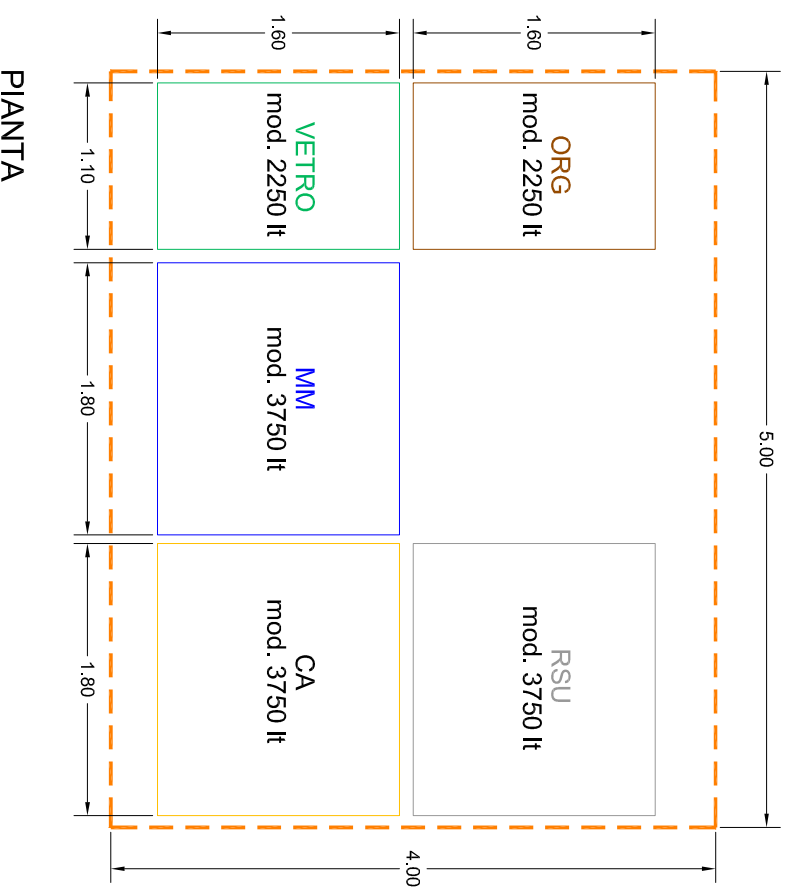 5.00
ORG
mod. 2250 lt
RSU
mod. 3750 lt
1.60
4.00
VETRO
mod. 2250 lt
MM
mod. 3750 lt
CA
mod. 3750 lt
1.60
1.10
1.80
1.80
PIANTA